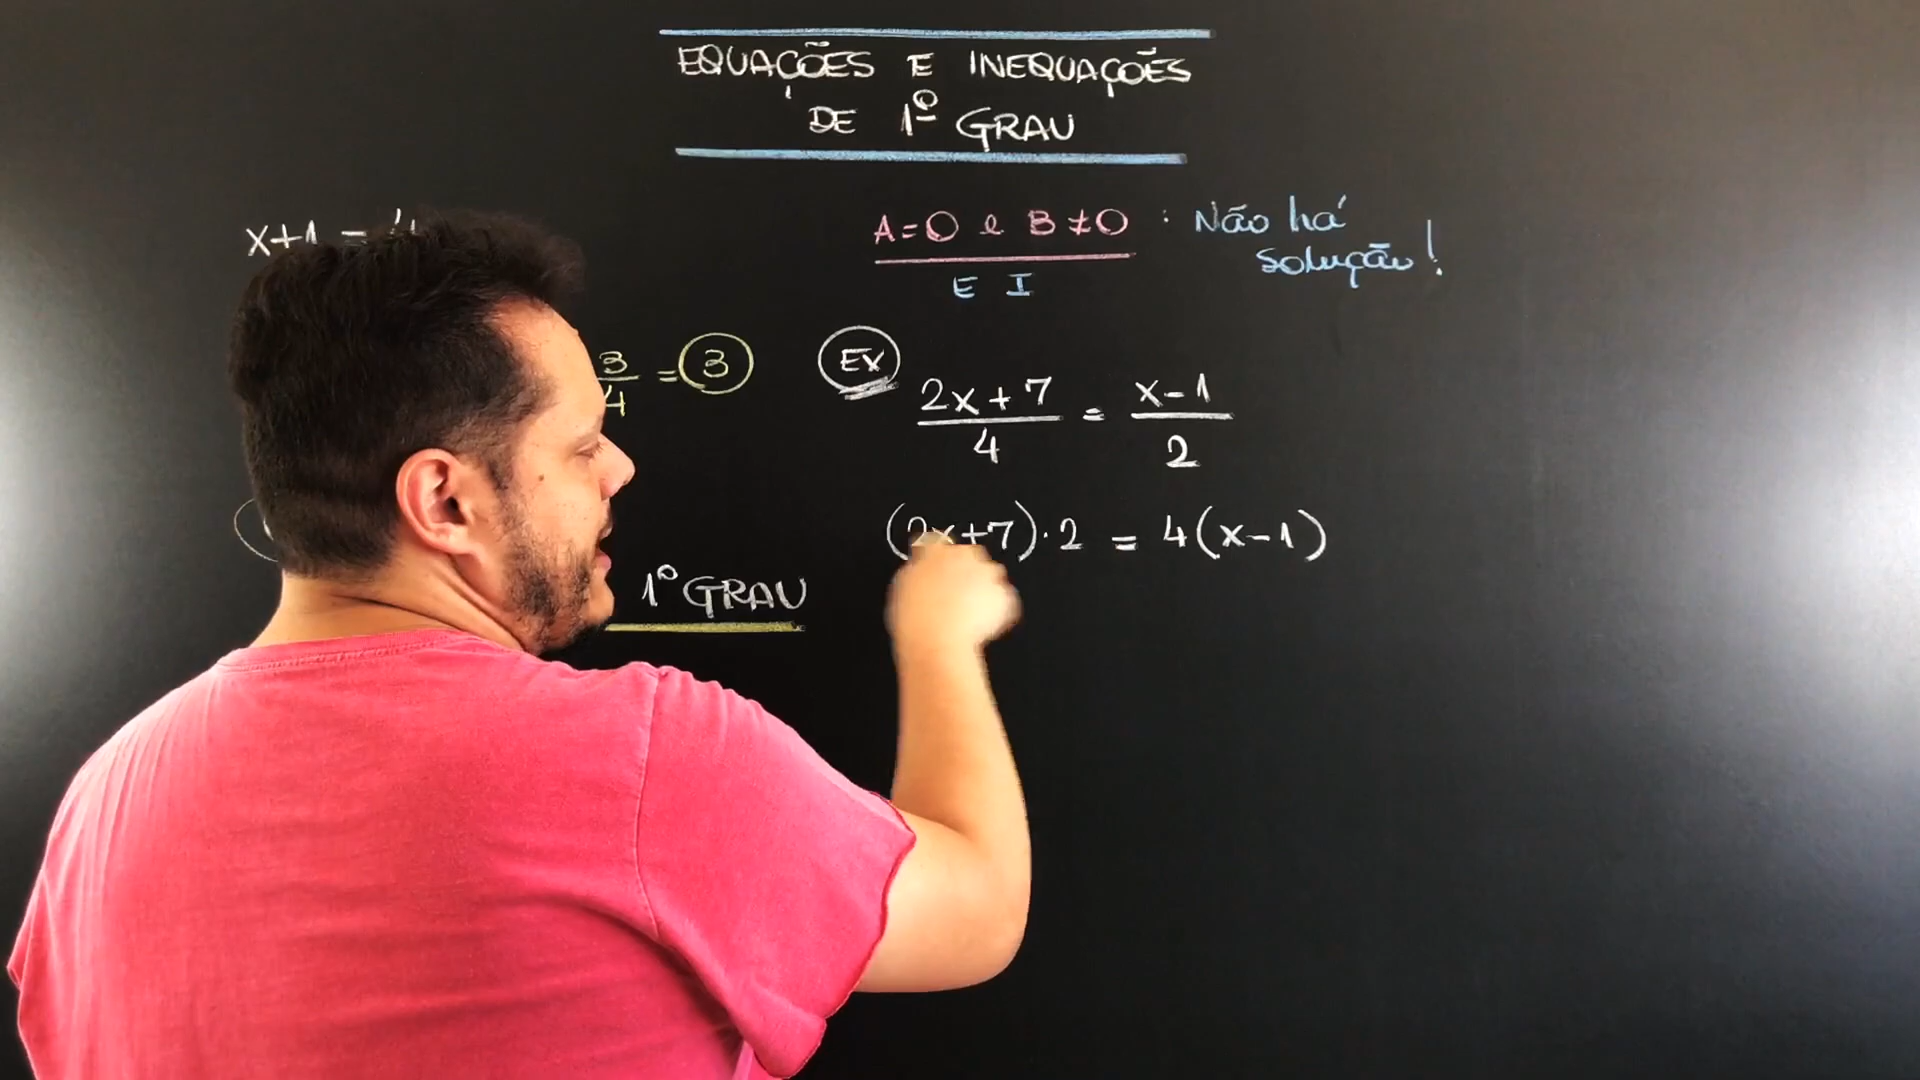 EQUAÇÕES E INEQUAÇÕES
DE 1º GRAU
x+1 = 4
A=0 e B≠0 : Não há
solução!
E I
3/4 = 3
Ex
2x+7/4 = x-1/2
(2x+7)·2 = 4(x-1)
1º GRAU